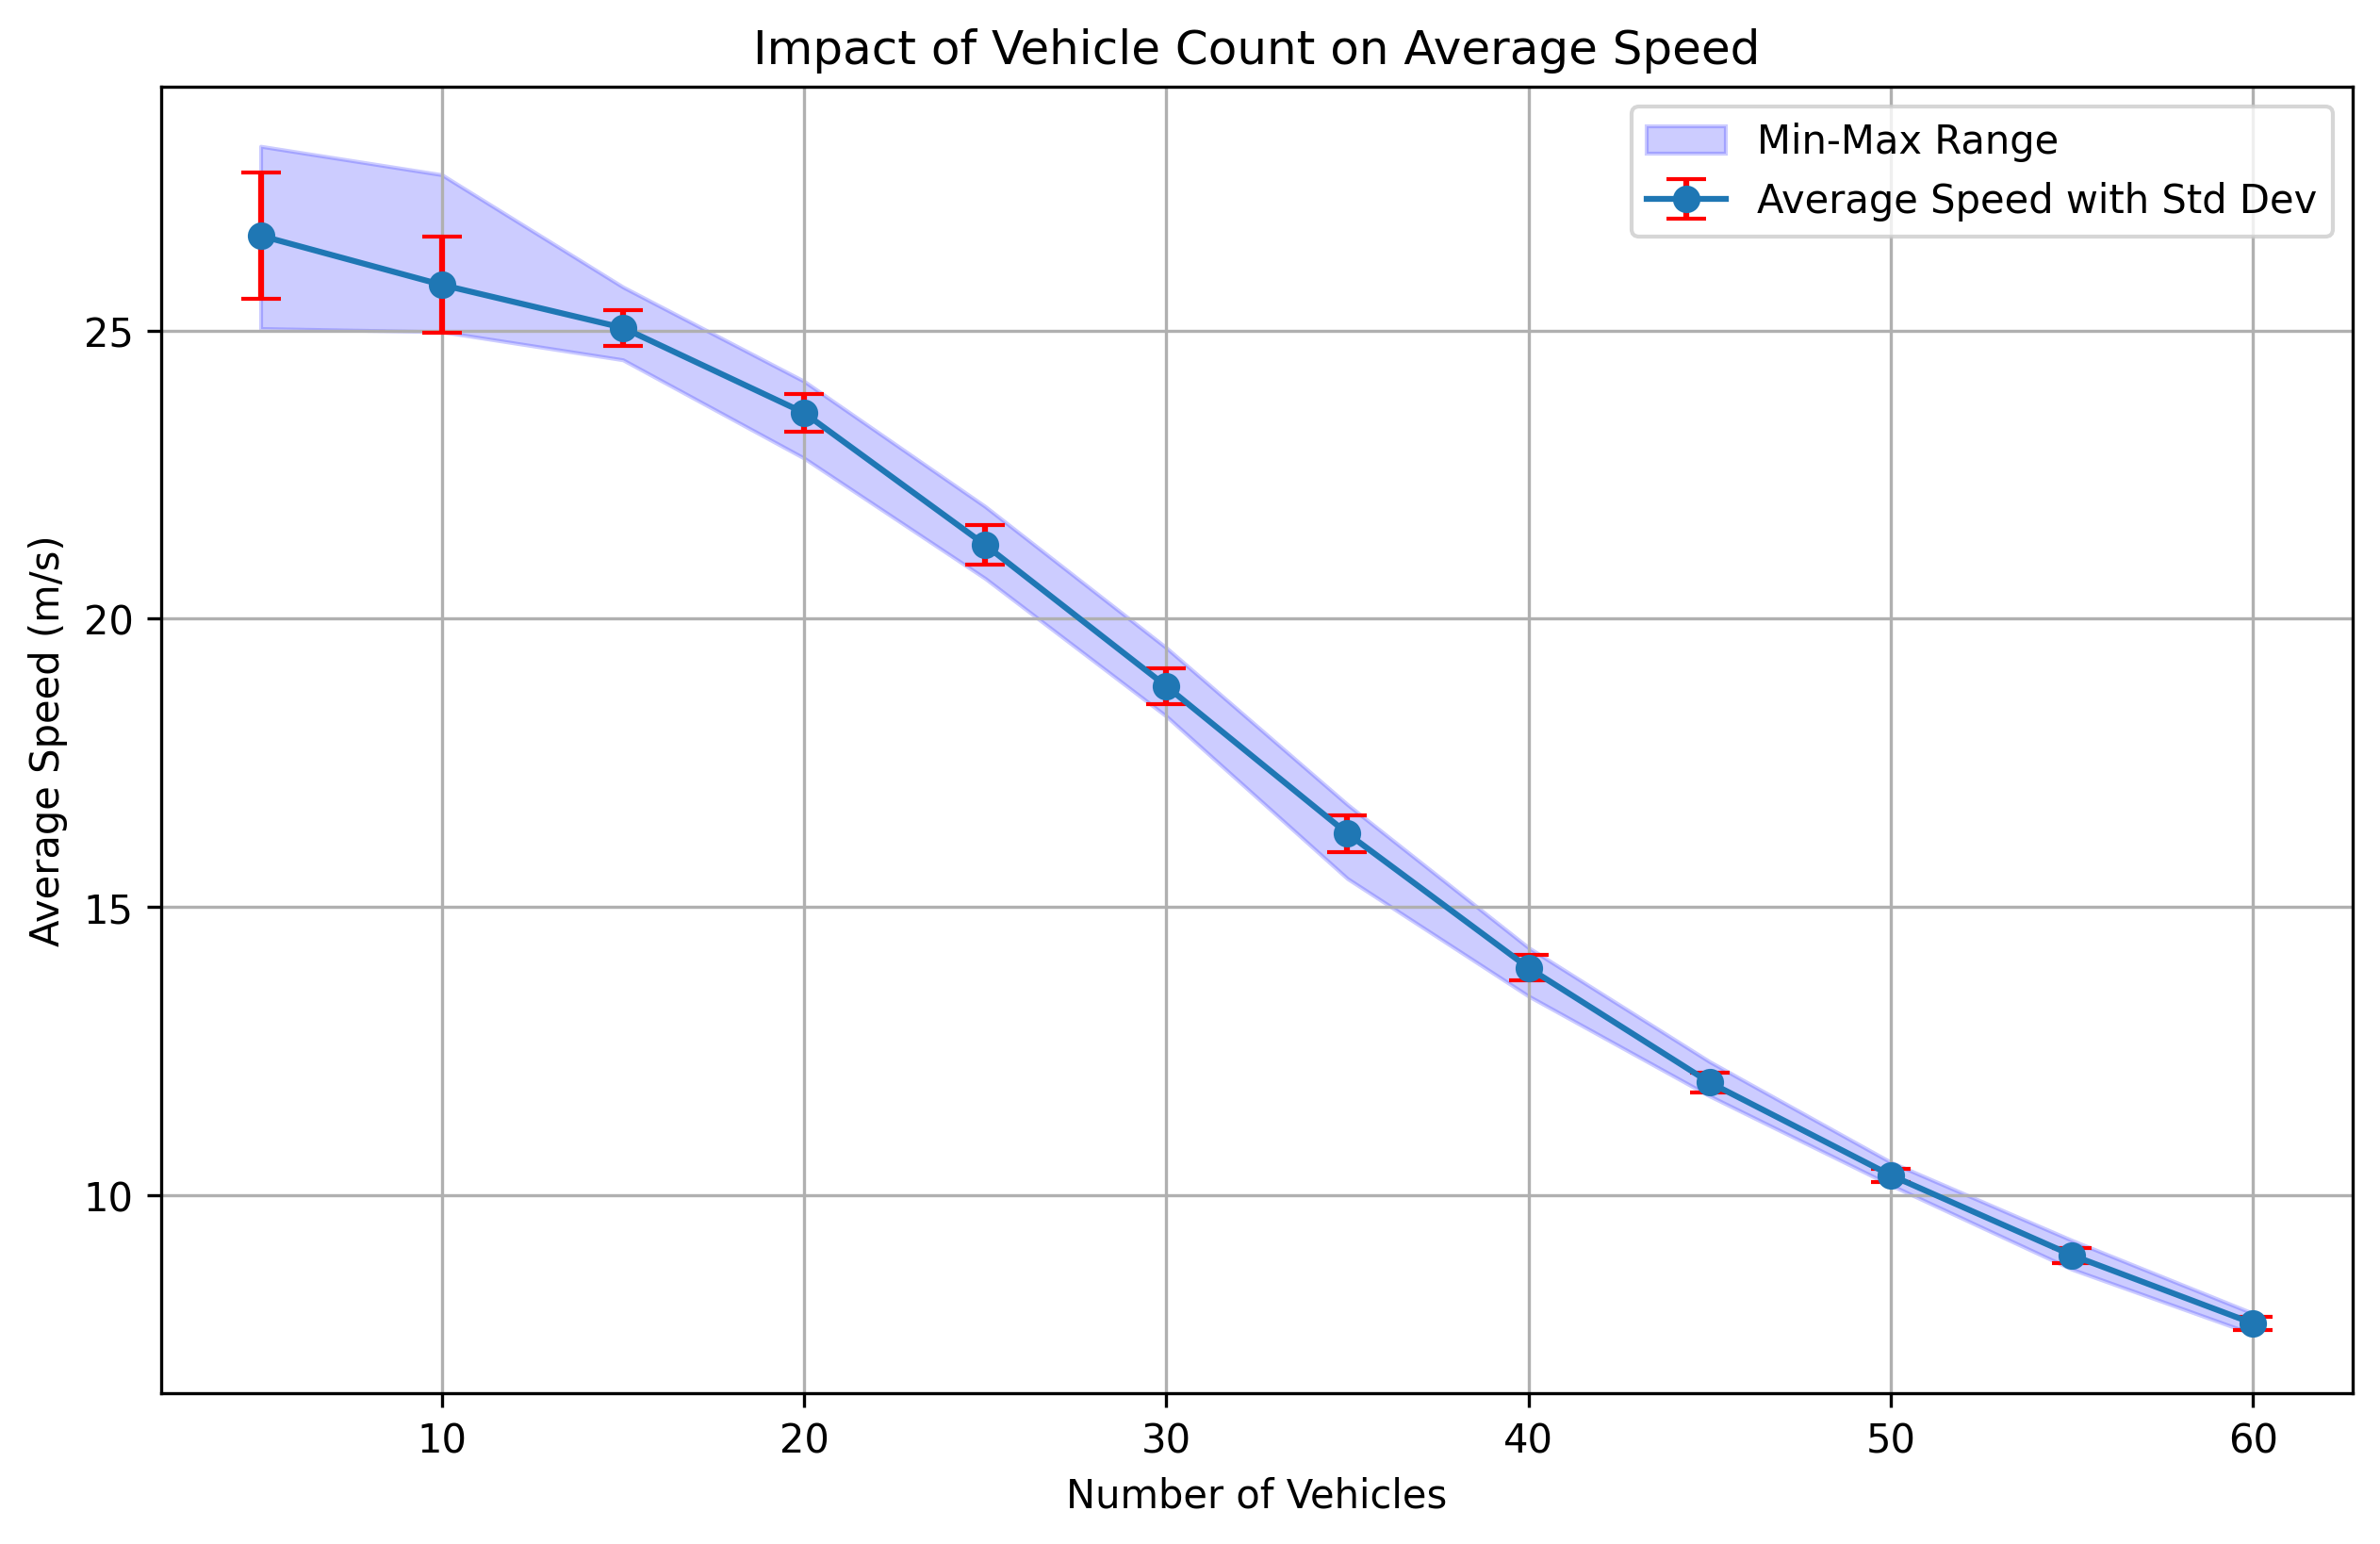 Impact of Vehicle Count on Average Speed
Min-Max Range
Average Speed with Std Dev
Average Speed (m/s)
25
20
15
10
10 20 30 40 50 60
Number of Vehicles